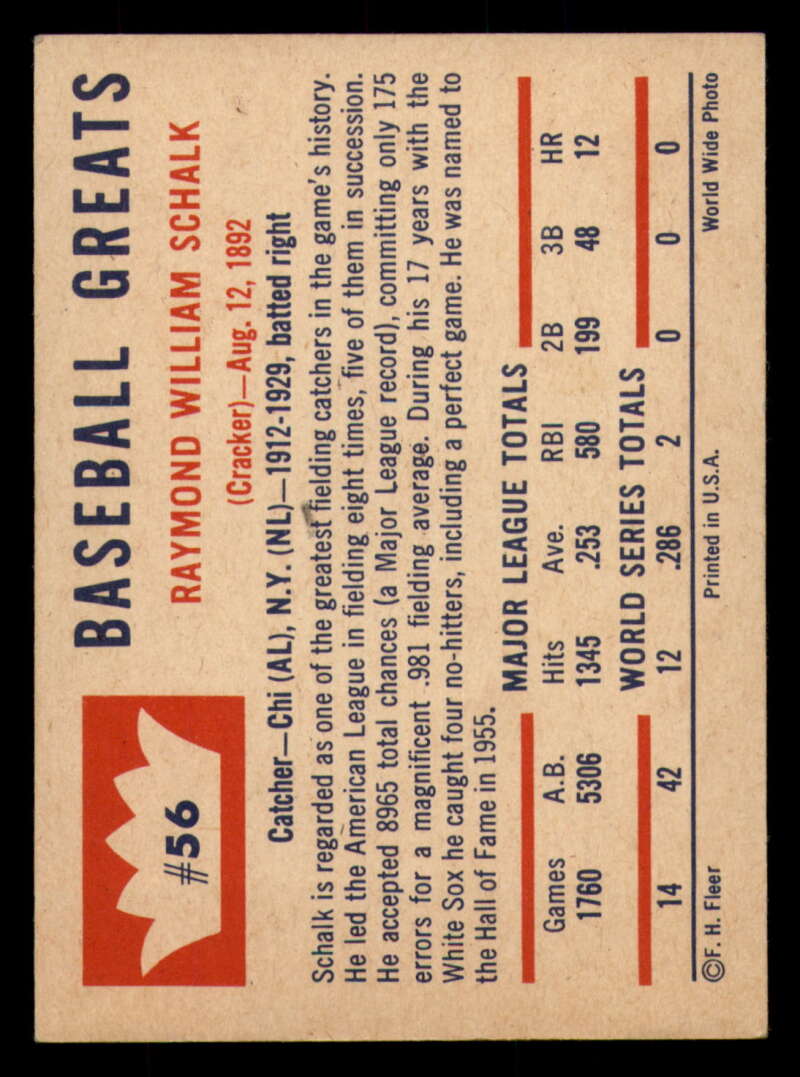 #56
BASEBALL GREATS
RAYMOND WILLIAM SCHALK
(Cracker)—Aug. 12, 1892
Catcher—Chi (AL), N.Y. (NL)—1912-1929, batted right
Schalk is regarded as one of the greatest fielding catchers in the game's history.
He led the American League in fielding eight times, five of them in succession.
He accepted 8965 total chances (a Major League record), committing only 175
errors for a magnificent .981 fielding average. During his 17 years with the
White Sox he caught four no-hitters, including a perfect game. He was named to
the Hall of Fame in 1955.
MAJOR LEAGUE TOTALS
Games A.B. Hits Ave. RBI 2B 3B HR
1760 5306 1345 .253 580 199 48 12
WORLD SERIES TOTALS
14 42 12 .286 2 0 0 0
©F. H. Fleer Printed in U.S.A. World Wide Photo